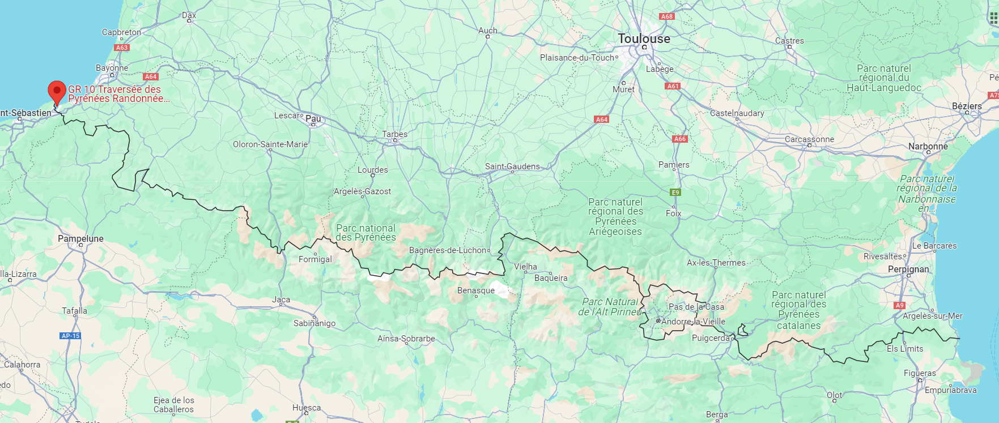 Dax
Capbreton
A63
Bayonne
A64
GR 10 Traversée des
Pyrénées Randonnée...
nt-Sébastien
Auch
Toulouse
A68
Plaisance-du-Touch
Labège
Muret
A61
Castres
Parc naturel
régional du
Haut-Languedoc
Pé
A75
Béziers
Lescar
Pau
Tarbes
A64
A66
Castelnaudary
Carcassonne
Narbonne
Oloron-Sainte-Marie
Lourdes
Saint-Gaudens
Pamiers
Argelès-Gazost
E9
Foix
Parc naturel
régional de la
Narbonnaise
en...
Parc naturel
régional des
Pyrénées
Ariégeoises
Parc national
des Pyrénées
Pampelune
Formigal
Bagnères-de-Luchon
Vielha
Baqueira
Ax-les-Thermes
Le Barcarès
Rivesaltes
Perpignan
lla-Lizarra
Benasque
Jaca
Tafalla
Sabiñánigo
Parc Natural
de l'Alt Pirineu
Pas de la Casa
Andorre-la-Vieille
Puigcerda
Parc naturel
régional des
Pyrénées
catalanes
A9
Argelès-sur-Mer
AP-15
Aínsa-Sobrarbe
Els Límits
Calahorra
edo
Ejea de los
Caballeros
Huesca
Figueras
Empuriabrava
Olot
Berga